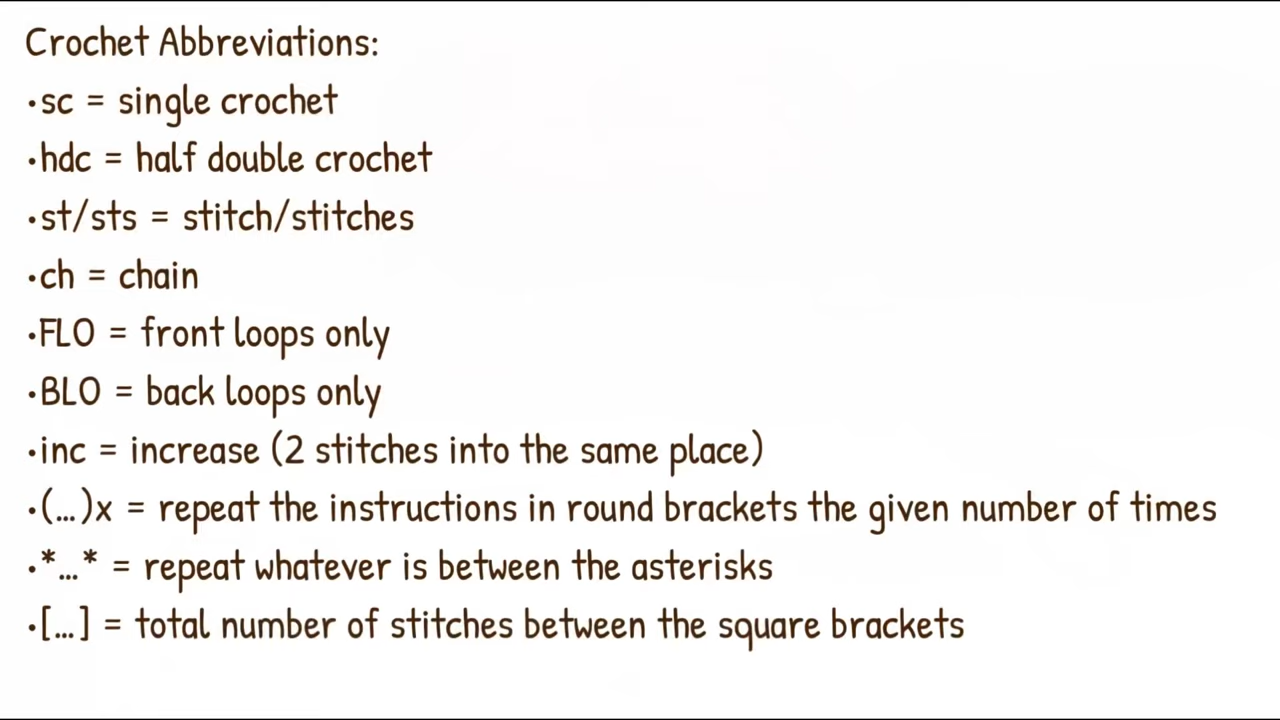 Crochet Abbreviations:
•sc = single crochet
•hdc = half double crochet
•st/sts = stitch/stitches
•ch = chain
•FLO = front loops only
•BLO = back loops only
•inc = increase (2 stitches into the same place)
•(...)x = repeat the instructions in round brackets the given number of times
•*...* = repeat whatever is between the asterisks
•[...] = total number of stitches between the square brackets